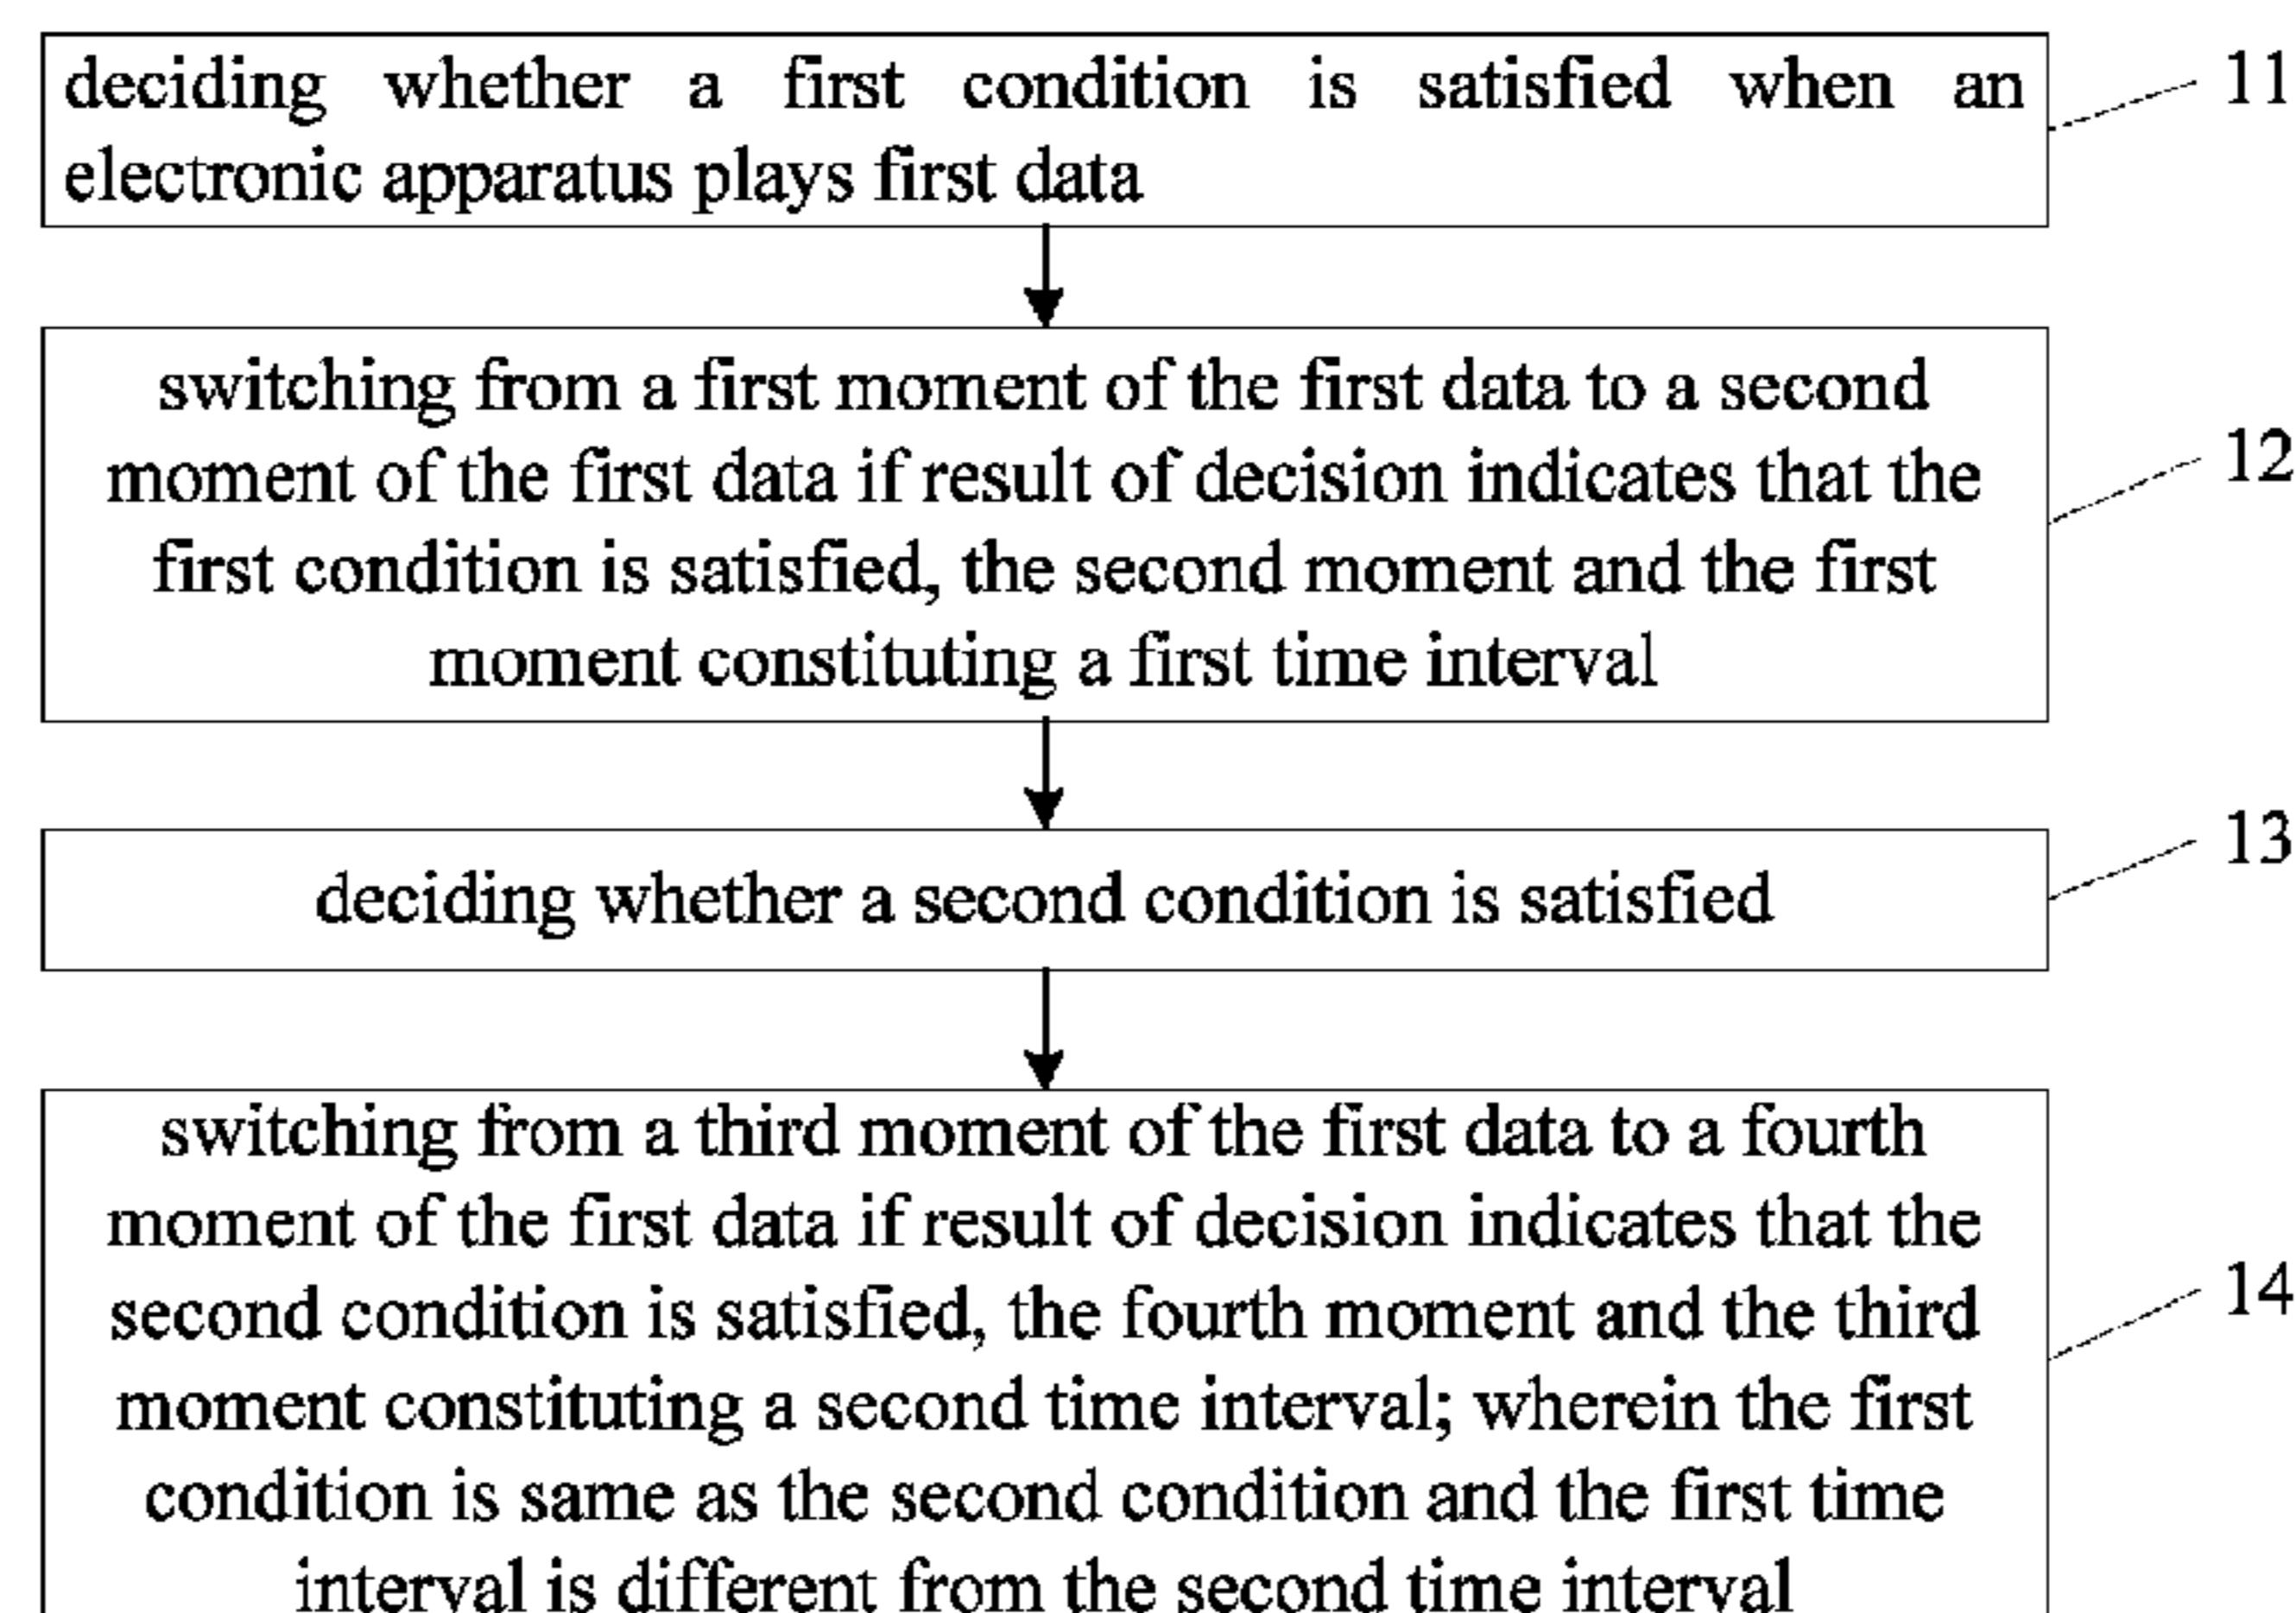 deciding whether a first condition is satisfied when an
electronic apparatus plays first data
11
switching from a first moment of the first data to a second
moment of the first data if result of decision indicates that the
first condition is satisfied, the second moment and the first
moment constituting a first time interval
12
deciding whether a second condition is satisfied
13
switching from a third moment of the first data to a fourth
moment of the first data if result of decision indicates that the
second condition is satisfied, the fourth moment and the third
moment constituting a second time interval; wherein the first
condition is same as the second condition and the first time
interval is different from the second time interval
14